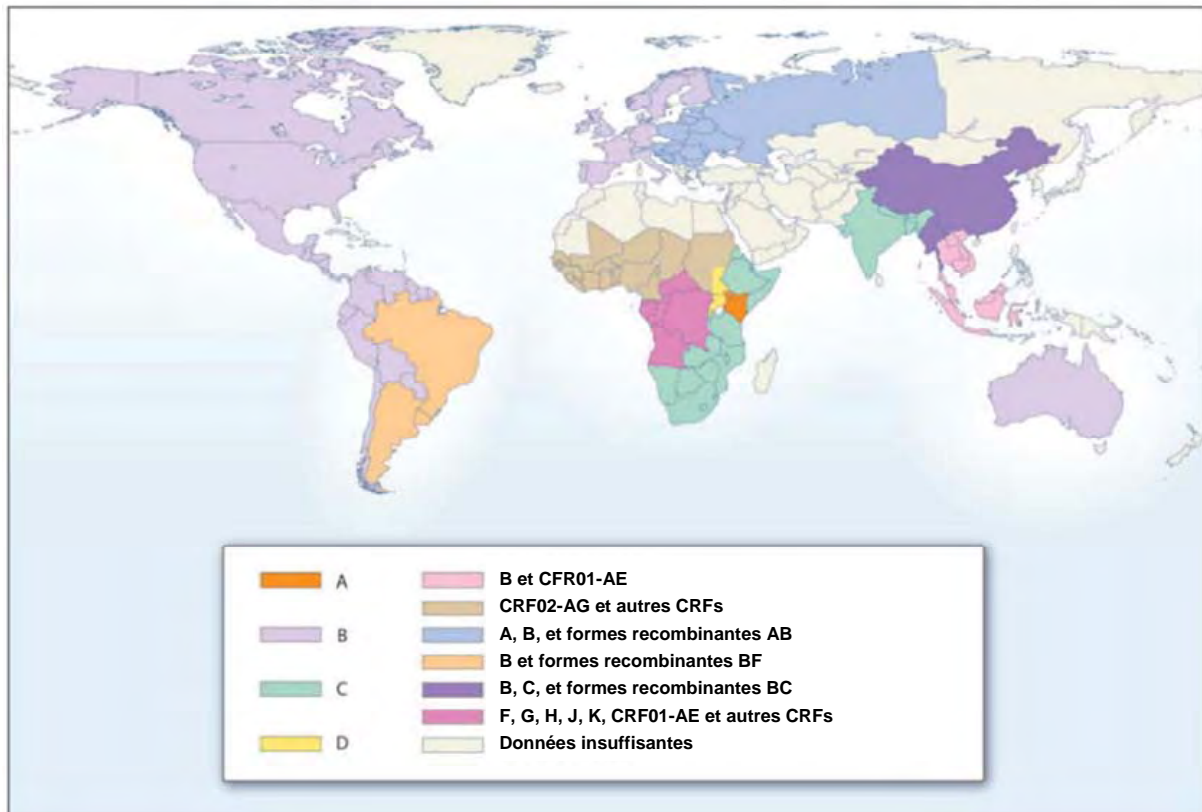 A
B
C
D
B et CFR01-AE
CRF02-AG et autres CRFs
A, B, et formes recombinantes AB
B et formes recombinantes BF
B, C, et formes recombinantes BC
F, G, H, J, K, CRF01-AE et autres CRFs
Données insuffisantes